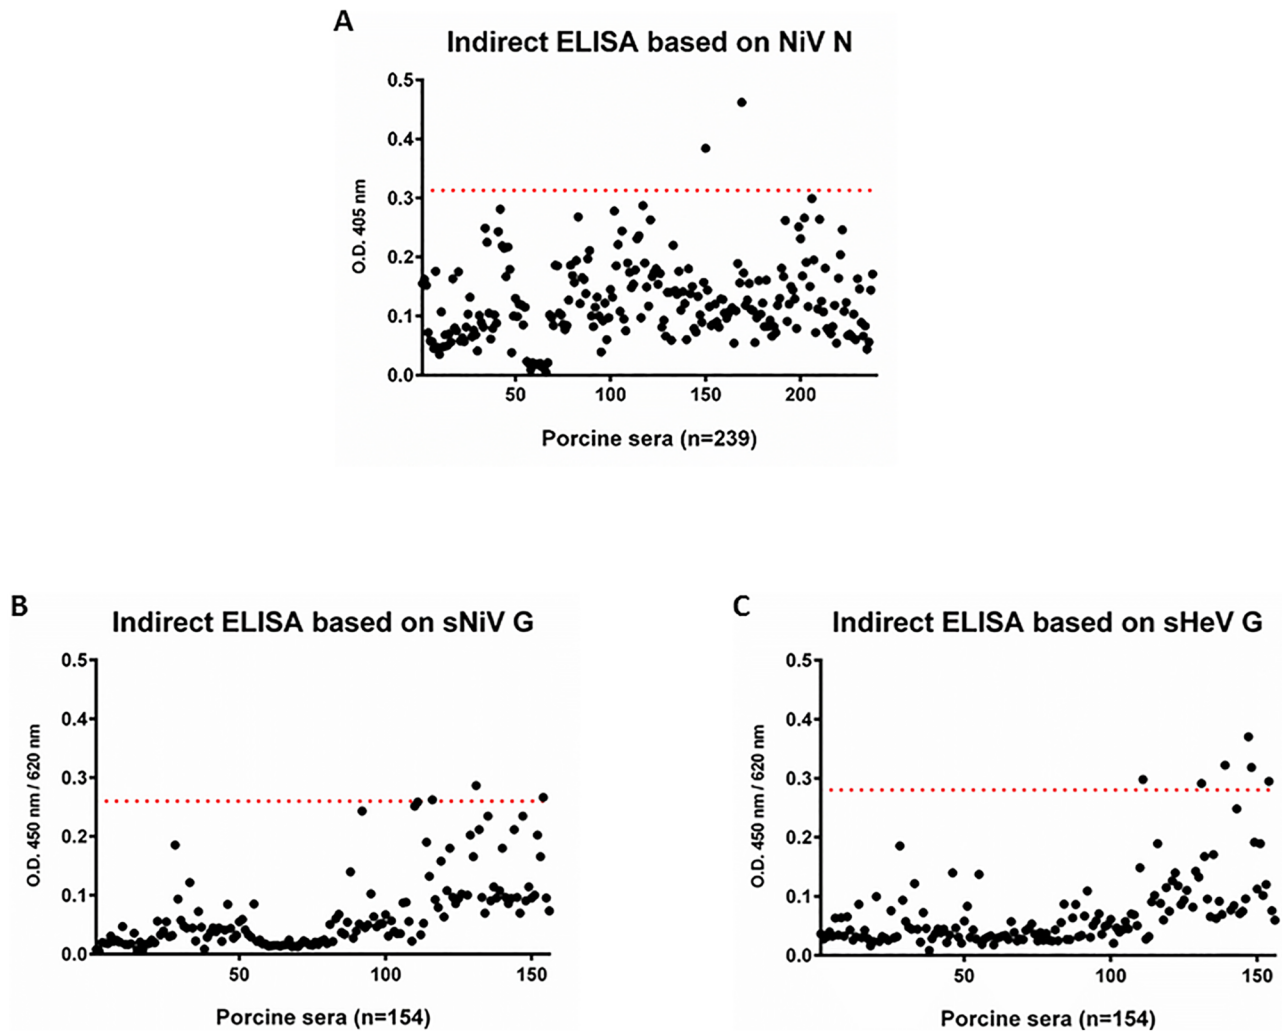 A
Indirect ELISA based on NiV N
0.5
0.4
0.3
0.2
0.1
0.0
O.D. 405 nm
50 100 150 200
Porcine sera (n=239)
B
Indirect ELISA based on sNiV G
0.5
0.4
0.3
0.2
0.1
0.0
O.D. 450 nm / 620 nm
50 100 150
Porcine sera (n=154)
C
Indirect ELISA based on sHeV G
0.5
0.4
0.3
0.2
0.1
0.0
O.D. 450 nm / 620 nm
50 100 150
Porcine sera (n=154)